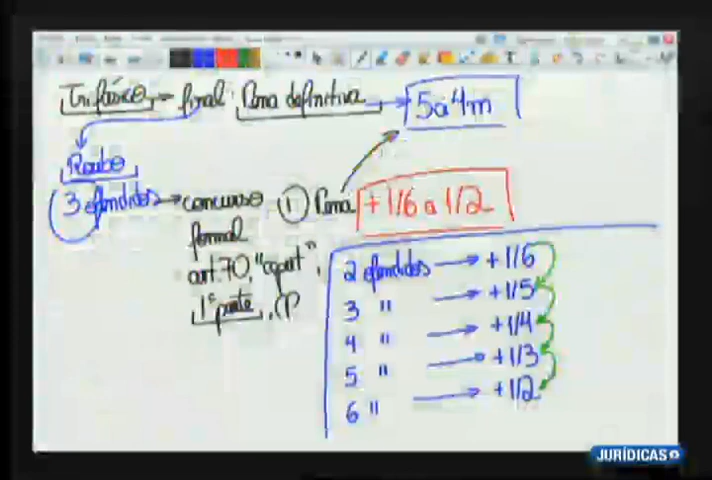 Trifásico → final: Pena definitiva → 5a4m
Roubo
3 ofendidos → concurso ① Pena +1/6 a 1/2
formal
art.70, "caput",
1ª parte, CP
2 ofendidos → +1/6
3 " → +1/5
4 " → +1/4
5 " → +1/3
6 " → +1/2
JURÍDICAS